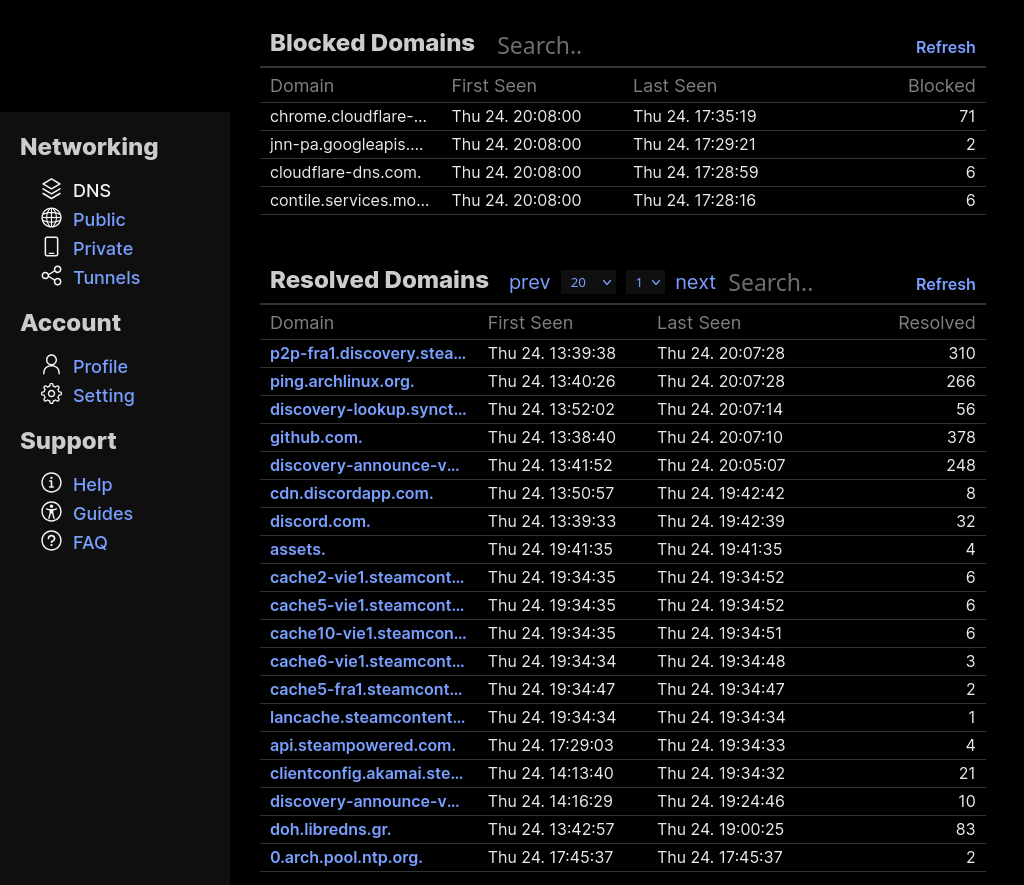 Networking
DNS
Public
Private
Tunnels
Account
Profile
Setting
Support
Help
Guides
FAQ
Blocked Domains Search.. Refresh
Domain First Seen Last Seen Blocked
chrome.cloudflare-... Thu 24. 20:08:00 Thu 24. 17:35:19 71
jnn-pa.googleapis.... Thu 24. 20:08:00 Thu 24. 17:29:21 2
cloudflare-dns.com. Thu 24. 20:08:00 Thu 24. 17:28:59 6
contile.services.mo... Thu 24. 20:08:00 Thu 24. 17:28:16 6
Resolved Domains prev 20 1 next Search.. Refresh
Domain First Seen Last Seen Resolved
p2p-fra1.discovery.stea... Thu 24. 13:39:38 Thu 24. 20:07:28 310
ping.archlinux.org. Thu 24. 13:40:26 Thu 24. 20:07:28 266
discovery-lookup.synct... Thu 24. 13:52:02 Thu 24. 20:07:14 56
github.com. Thu 24. 13:38:40 Thu 24. 20:07:10 378
discovery-announce-v... Thu 24. 13:41:52 Thu 24. 20:05:07 248
cdn.discordapp.com. Thu 24. 13:50:57 Thu 24. 19:42:42 8
discord.com. Thu 24. 13:39:33 Thu 24. 19:42:39 32
assets. Thu 24. 19:41:35 Thu 24. 19:41:35 4
cache2-vie1.steamcont... Thu 24. 19:34:35 Thu 24. 19:34:52 6
cache5-vie1.steamcont... Thu 24. 19:34:35 Thu 24. 19:34:52 6
cache10-vie1.steamcon... Thu 24. 19:34:35 Thu 24. 19:34:51 6
cache6-vie1.steamcont... Thu 24. 19:34:34 Thu 24. 19:34:48 3
cache5-fra1.steamcont... Thu 24. 19:34:47 Thu 24. 19:34:47 2
lancache.steamcontent... Thu 24. 19:34:34 Thu 24. 19:34:34 1
api.steampowered.com. Thu 24. 17:29:03 Thu 24. 19:34:33 4
clientconfig.akamai.ste... Thu 24. 14:13:40 Thu 24. 19:34:32 21
discovery-announce-v... Thu 24. 14:16:29 Thu 24. 19:24:46 10
doh.libredns.gr. Thu 24. 13:42:57 Thu 24. 19:00:25 83
0.arch.pool.ntp.org. Thu 24. 17:45:37 Thu 24. 17:45:37 2